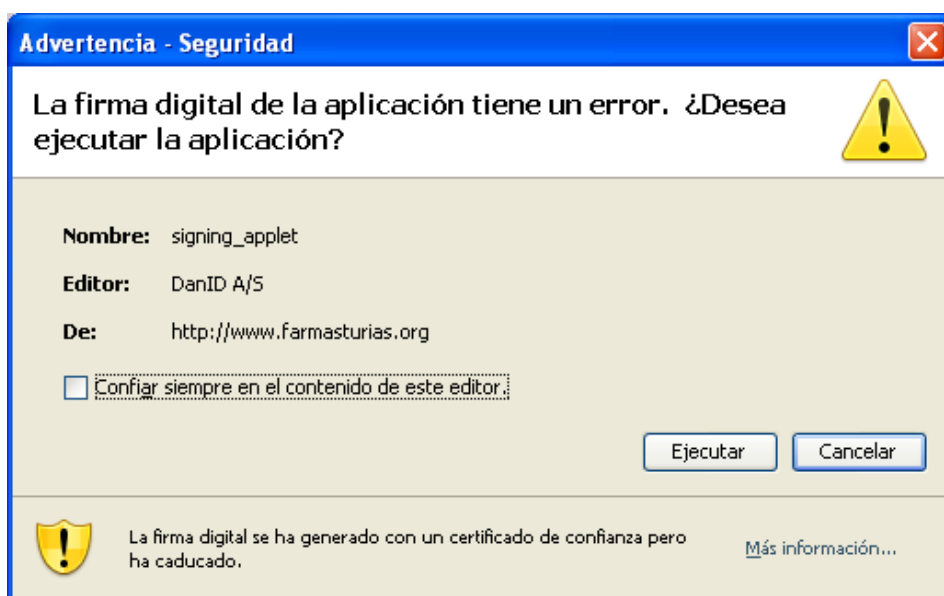 Advertencia - Seguridad
La firma digital de la aplicación tiene un error. ¿Desea
ejecutar la aplicación?
Nombre: signing_applet
Editor: DanID A/S
De: http://www.farmasturias.org
Confiar siempre en el contenido de este editor.
Ejecutar Cancelar
La firma digital se ha generado con un certificado de confianza pero
ha caducado.
Más información...